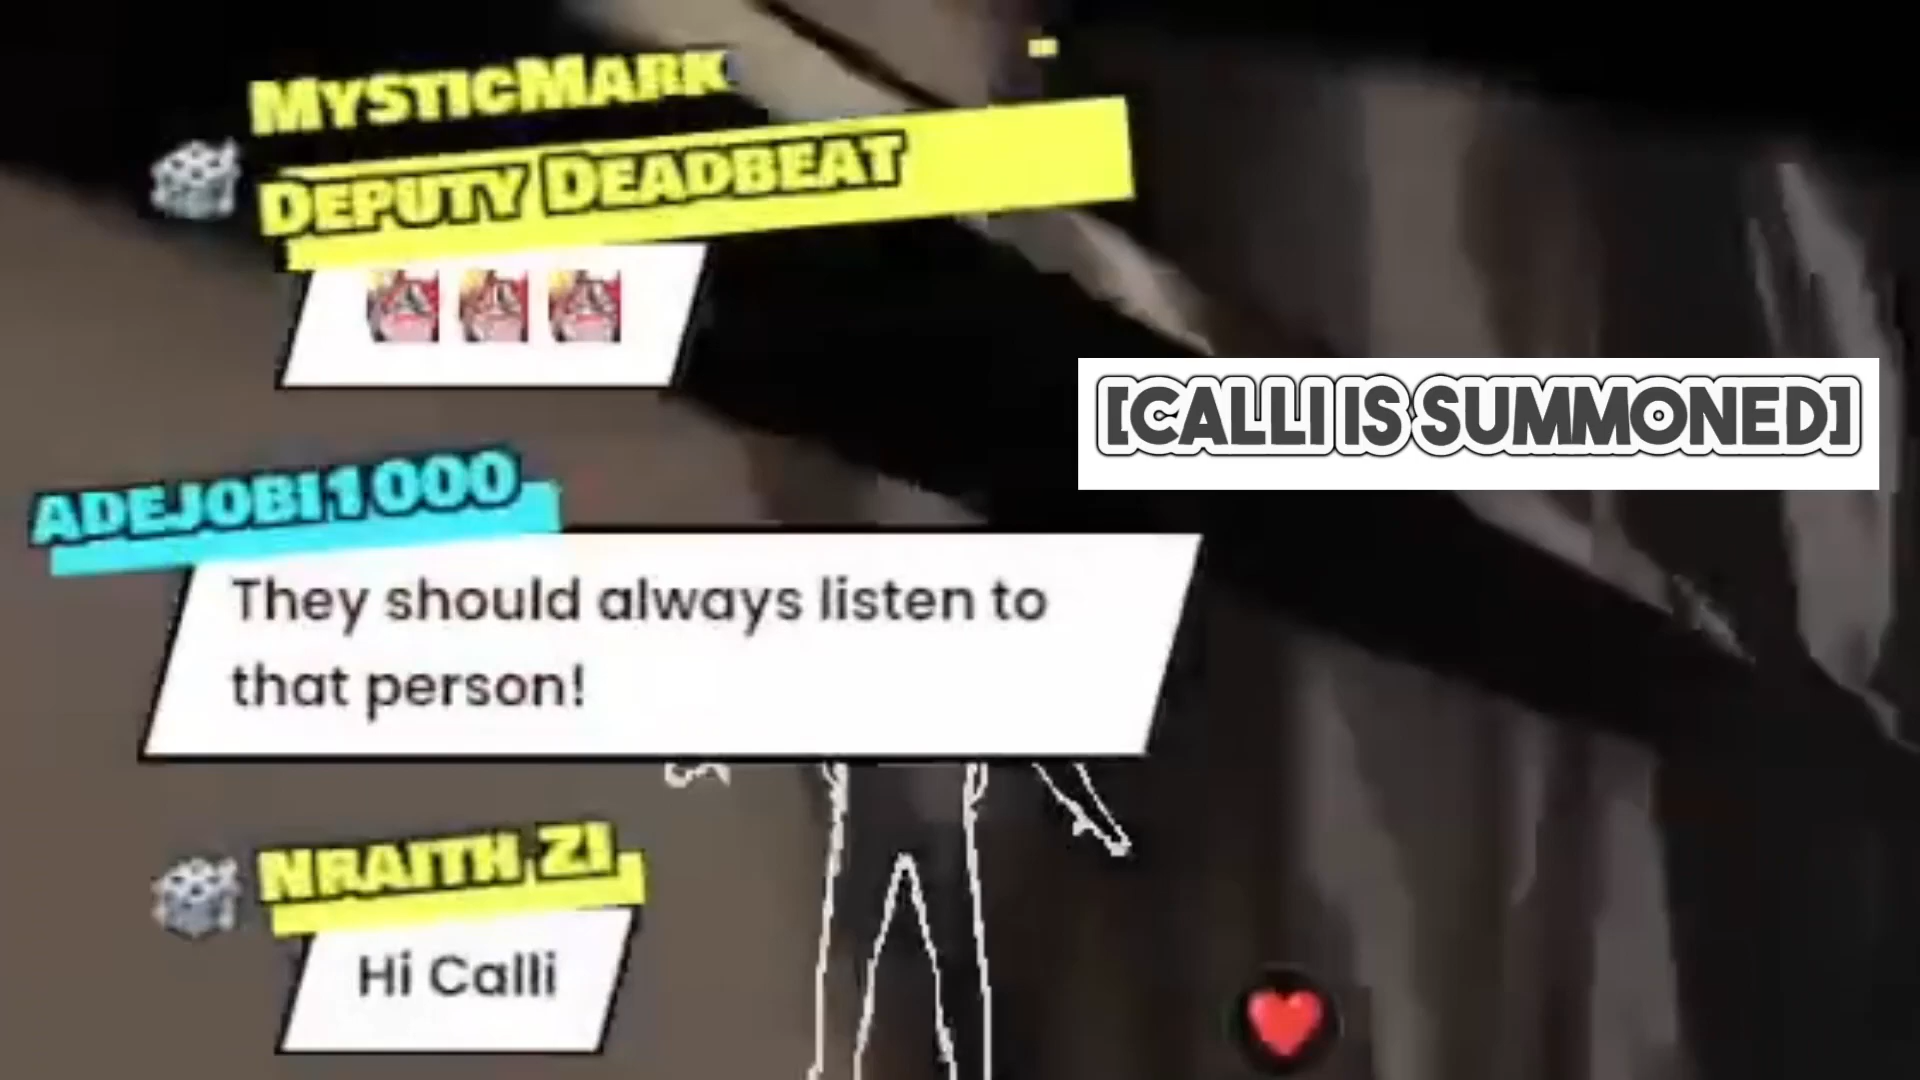 MYSTICMARK
DEPUTY DEADBEAT
[CALLI IS SUMMONED]
ADEJOBI1000
They should always listen to
that person!
NRAITH ZI
Hi Calli